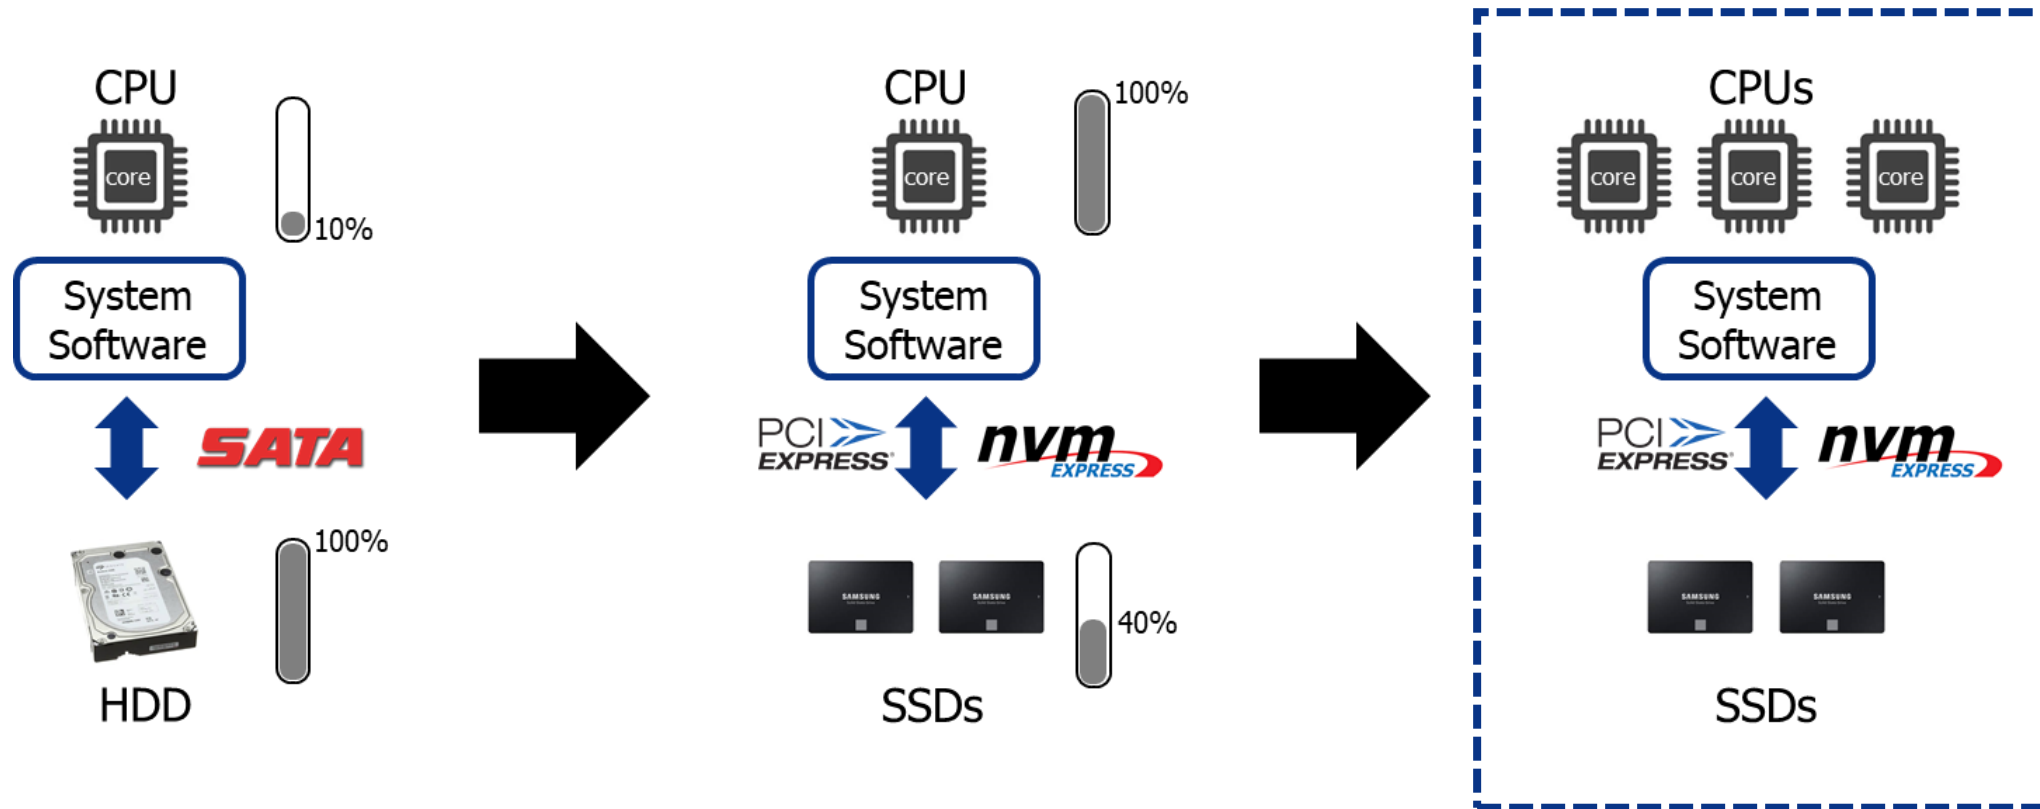 CPU
core
10%
System
Software
SATA
100%
HDD
CPU
core
100%
System
Software
PCI
EXPRESS
nvm
EXPRESS
SAMSUNG
SAMSUNG
40%
SSDs
CPUs
core
core
core
System
Software
PCI
EXPRESS
nvm
EXPRESS
SAMSUNG
SAMSUNG
SSDs